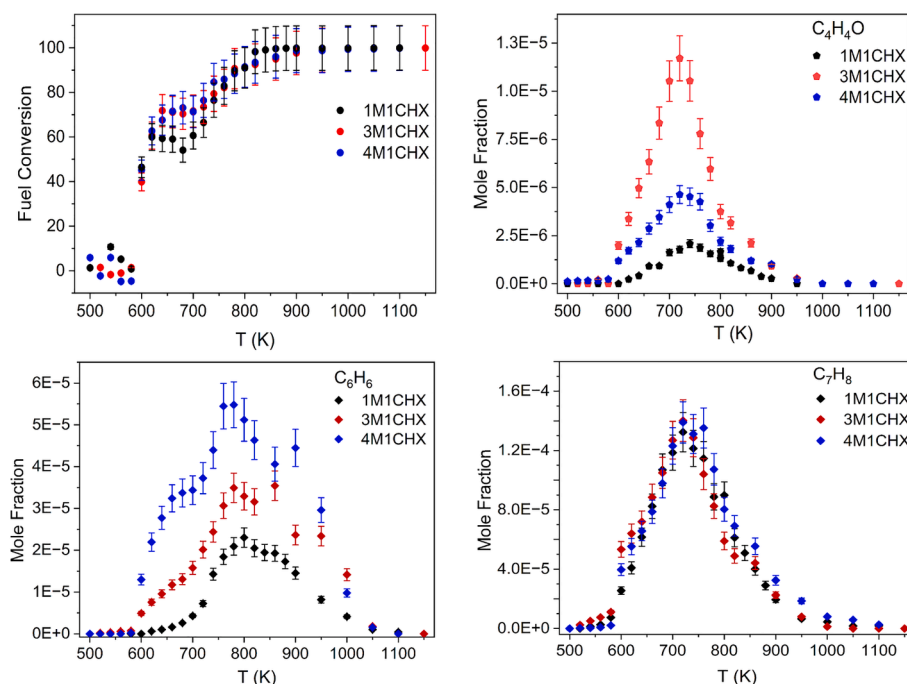 100
80
60
40
20
0
Fuel Conversion
1M1CHX
3M1CHX
4M1CHX
500 600 700 800 900 1000 1100
T (K)
C₄H₄O
1M1CHX
3M1CHX
4M1CHX
1.3E-5
1.0E-5
7.5E-6
5.0E-6
2.5E-6
0.0E+0
Mole Fraction
500 600 700 800 900 1000 1100
T (K)
C₆H₆
1M1CHX
3M1CHX
4M1CHX
6E-5
5E-5
4E-5
3E-5
2E-5
1E-5
0E+0
Mole Fraction
500 600 700 800 900 1000 1100
T (K)
C₇H₈
1M1CHX
3M1CHX
4M1CHX
1.6E-4
1.2E-4
8.0E-5
4.0E-5
0.0E+0
Mole Fraction
500 600 700 800 900 1000 1100
T (K)